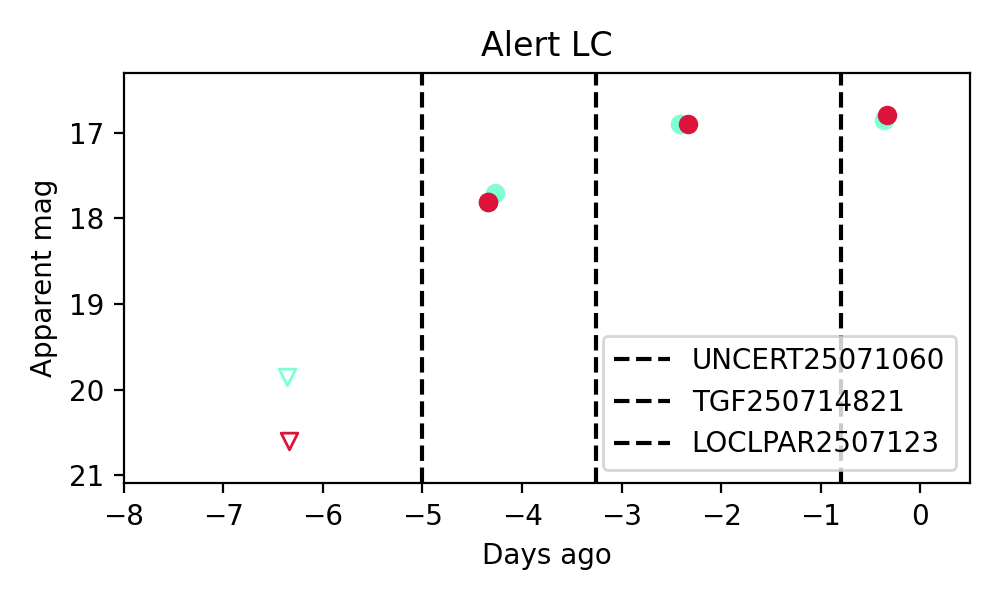 Alert LC
Apparent mag
17
18
19
20
21
UNCERT25071060
TGF250714821
LOCLPAR2507123
−8 −7 −6 −5 −4 −3 −2 −1 0
Days ago